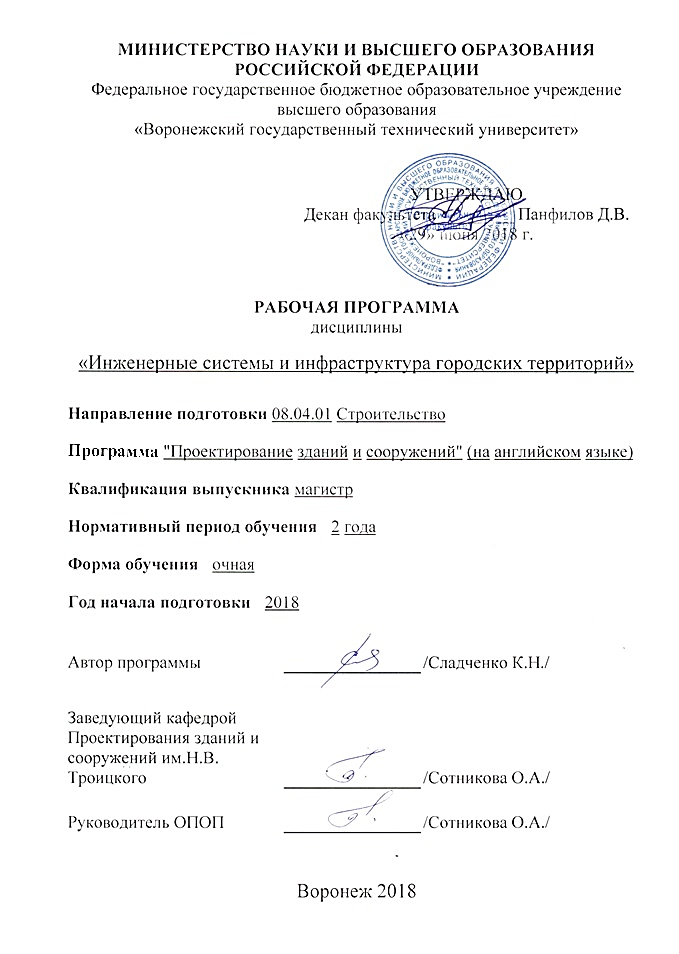 МИНИСТЕРСТВО НАУКИ И ВЫСШЕГО ОБРАЗОВАНИЯ
РОССИЙСКОЙ ФЕДЕРАЦИИ
Федеральное государственное бюджетное образовательное учреждение
высшего образования
«Воронежский государственный технический университет»
УТВЕРЖДАЮ
Декан факультета Панфилов Д.В.
июня 2018 г.
РАБОЧАЯ ПРОГРАММА
дисциплины
«Инженерные системы и инфраструктура городских территорий»
Направление подготовки 08.04.01 Строительство
Программа "Проектирование зданий и сооружений" (на английском языке)
Квалификация выпускника магистр
Нормативный период обучения 2 года
Форма обучения очная
Год начала подготовки 2018
Автор программы /Сладченко К.Н./
Заведующий кафедрой
Проектирования зданий и
сооружений им.Н.В.
Троицкого /Сотникова О.А./
Руководитель ОПОП /Сотникова О.А./
Воронеж 2018